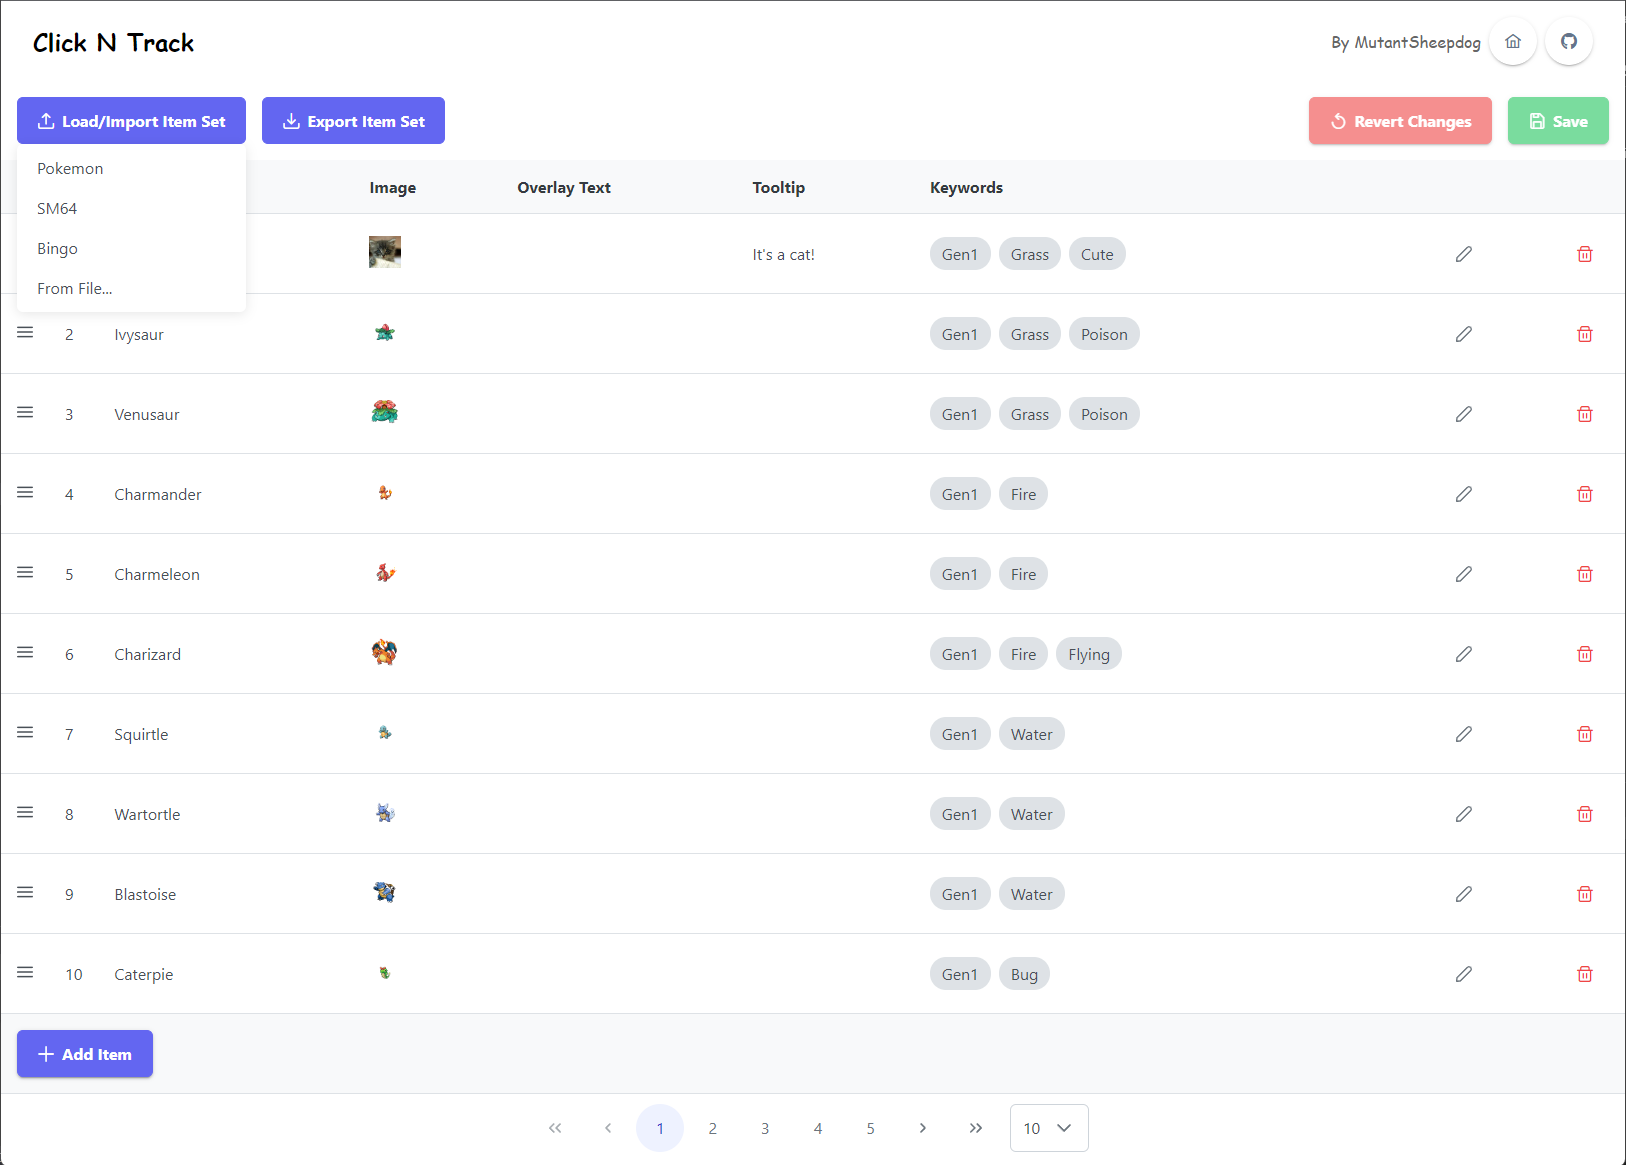 Click N Track
By MutantSheepdog
Load/Import Item Set Export Item Set Revert Changes Save
Pokemon
SM64
Bingo
From File...
Image Overlay Text Tooltip Keywords
It's a cat! Gen1 Grass Cute
2 Ivysaur Gen1 Grass Poison
3 Venusaur Gen1 Grass Poison
4 Charmander Gen1 Fire
5 Charmeleon Gen1 Fire
6 Charizard Gen1 Fire Flying
7 Squirtle Gen1 Water
8 Wartortle Gen1 Water
9 Blastoise Gen1 Water
10 Caterpie Gen1 Bug
Add Item
1 2 3 4 5 10